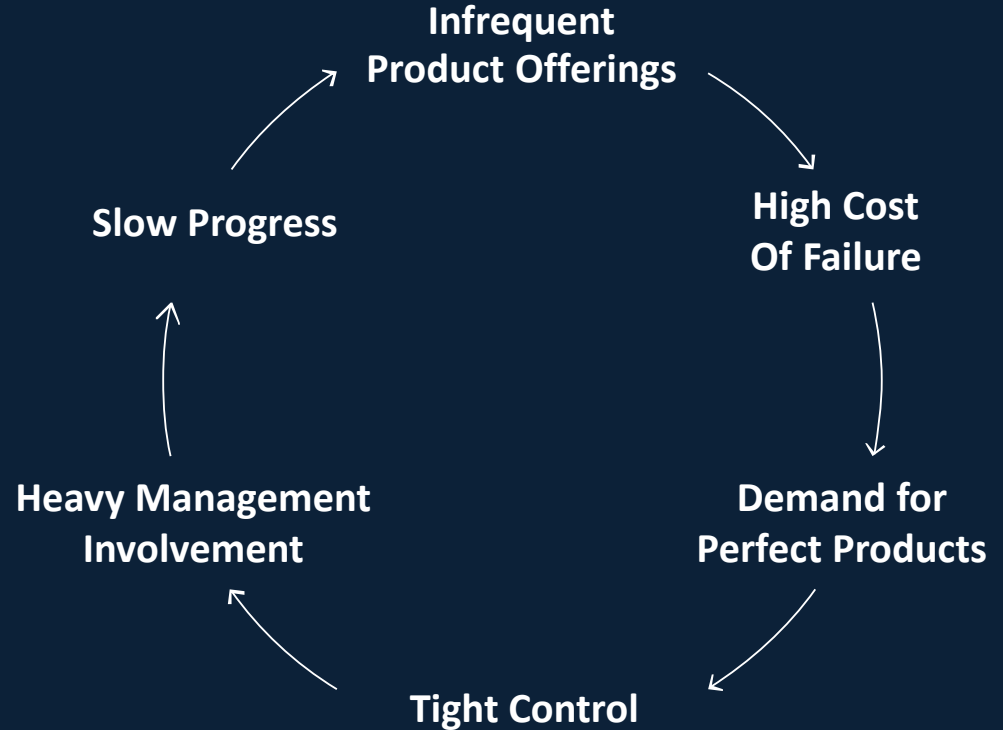 Infrequent
Product Offerings
High Cost
Of Failure
Demand for
Perfect Products
Tight Control
Heavy Management
Involvement
Slow Progress